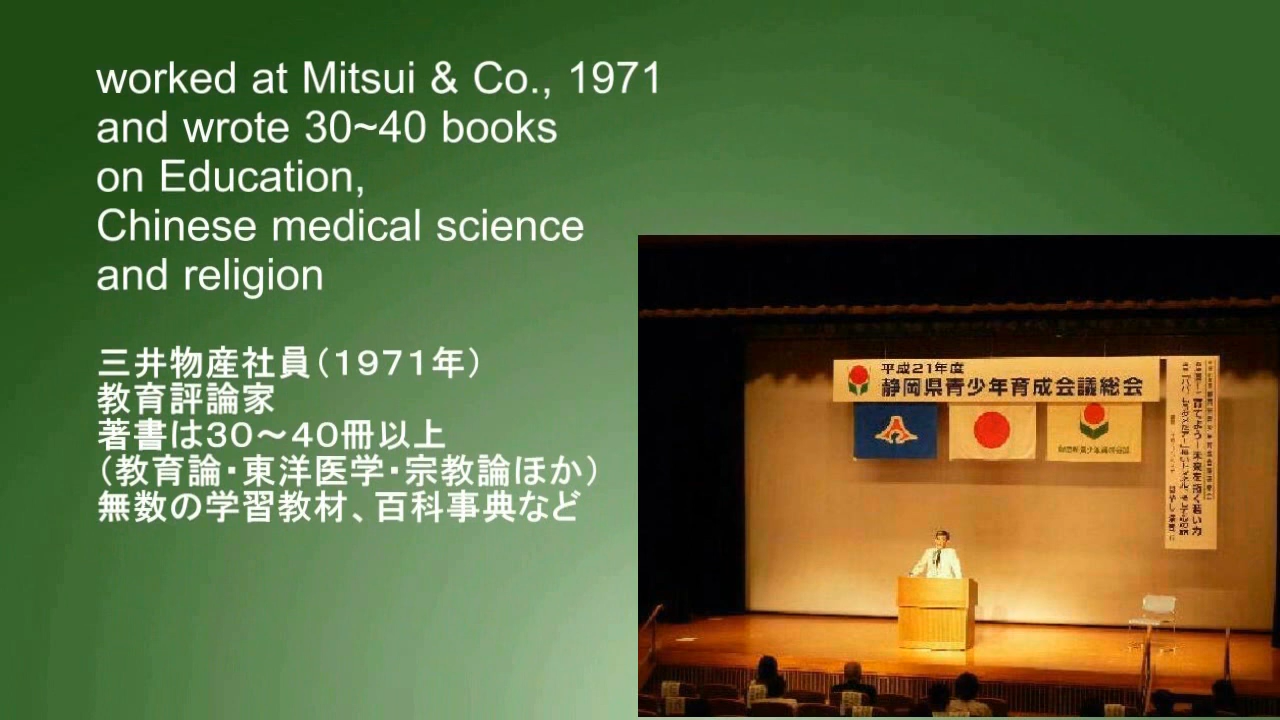 worked at Mitsui & Co., 1971
and wrote 30~40 books
on Education,
Chinese medical science
and religion
三井物産社員（１９７１年）
教育評論家
著書は３０～４０冊以上
（教育論・東洋医学・宗教論ほか）
無数の学習教材、百科事典など
平成21年度
静岡県青少年育成会議総会